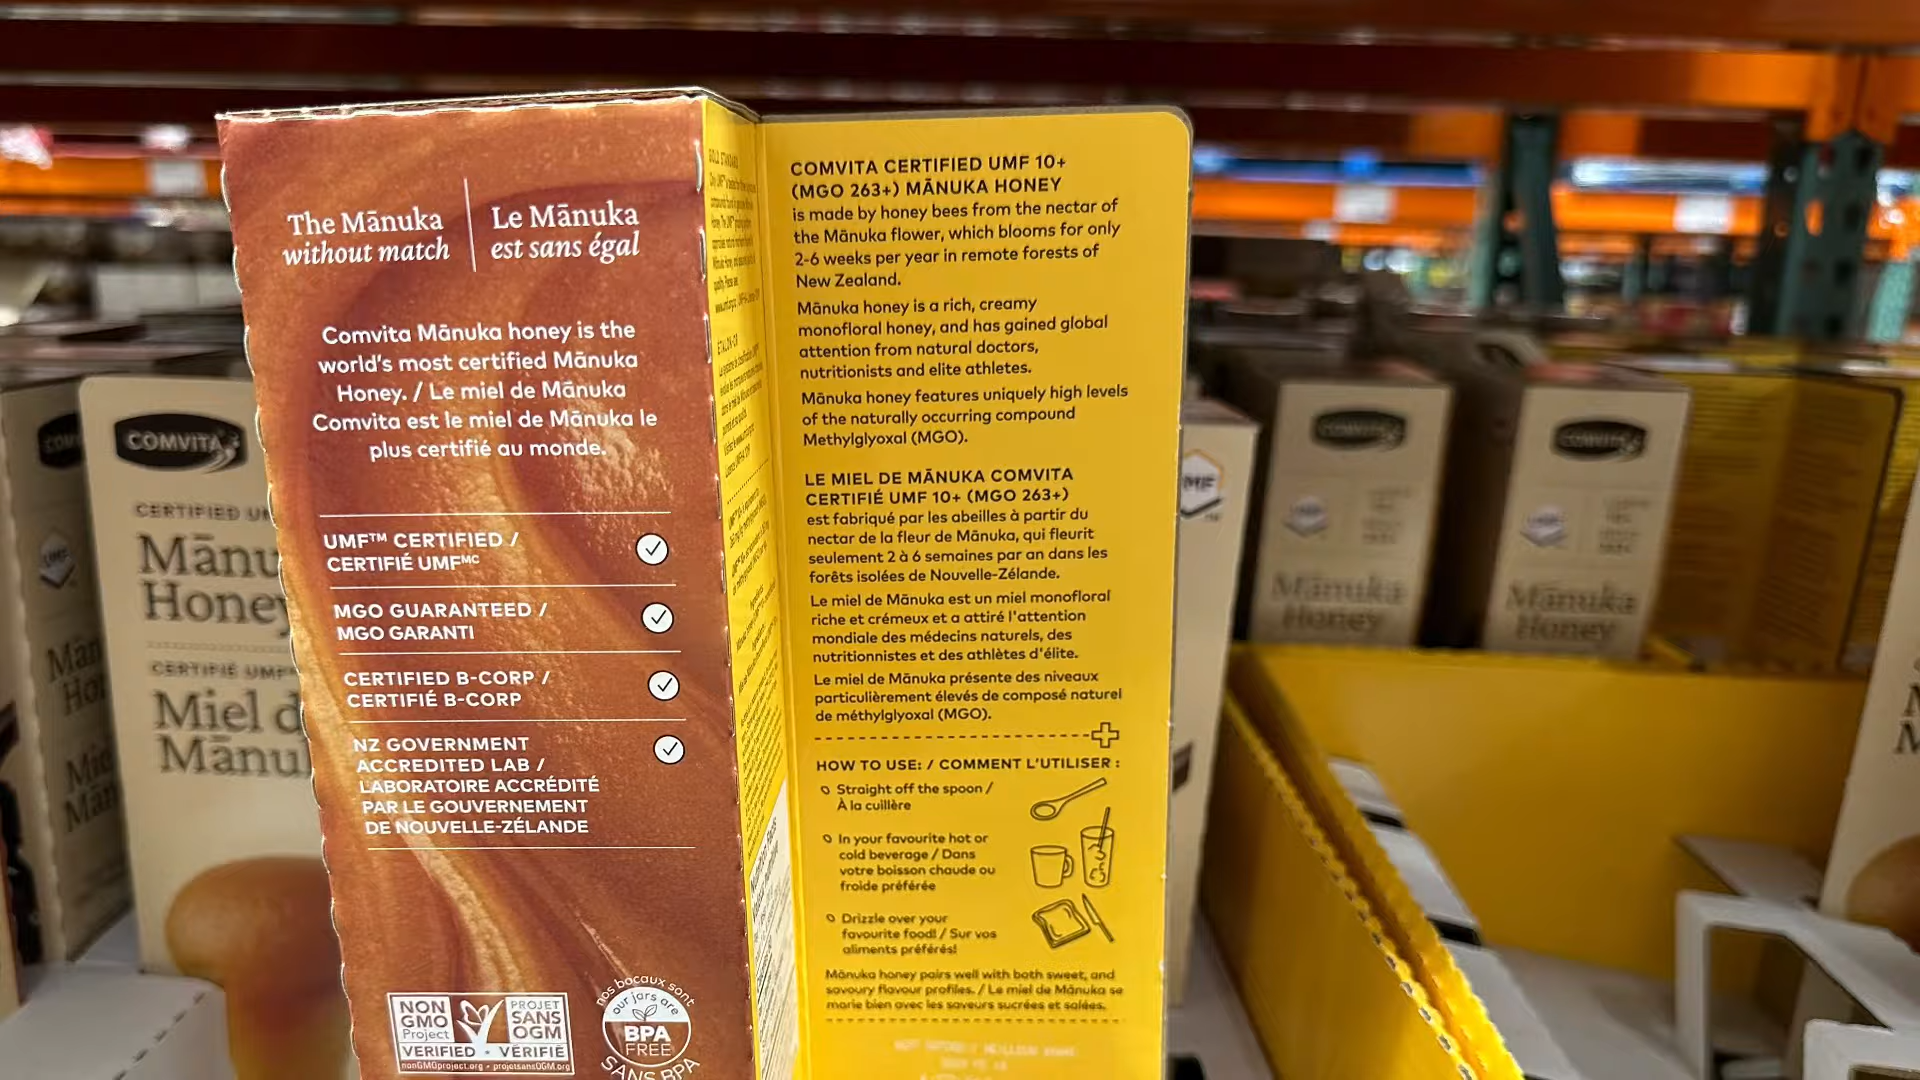 The Mānuka
without match
Le Mānuka
est sans égal
Comvita Mānuka honey is the
world's most certified Mānuka
Honey. / Le miel de Mānuka
Comvita est le miel de Mānuka le
plus certifié au monde.
UMF™ CERTIFIED /
CERTIFIÉ UMFᴹᶜ
MGO GUARANTEED /
MGO GARANTI
CERTIFIED B-CORP /
CERTIFIÉ B-CORP
NZ GOVERNMENT
ACCREDITED LAB /
LABORATOIRE ACCRÉDITÉ
PAR LE GOUVERNEMENT
DE NOUVELLE-ZÉLANDE
NON
GMO
Project
PROJET
SANS
OGM
VERIFIED • VÉRIFIÉ
nonGMOproject.org • projetsansOGM.org
nos bocaux sont
our jars are
BPA
FREE
SANS BPA
COMVITA CERTIFIED UMF 10+
(MGO 263+) MĀNUKA HONEY
is made by honey bees from the nectar of
the Mānuka flower, which blooms for only
2-6 weeks per year in remote forests of
New Zealand.
Mānuka honey is a rich, creamy
monofloral honey, and has gained global
attention from natural doctors,
nutritionists and elite athletes.
Mānuka honey features uniquely high levels
of the naturally occurring compound
Methylglyoxal (MGO).
LE MIEL DE MĀNUKA COMVITA
CERTIFIÉ UMF 10+ (MGO 263+)
est fabriqué par les abeilles à partir du
nectar de la fleur de Mānuka, qui fleurit
seulement 2 à 6 semaines par an dans les
forêts isolées de Nouvelle-Zélande.
Le miel de Mānuka est un miel monofloral
riche et crémeux et a attiré l'attention
mondiale des médecins naturels, des
nutritionnistes et des athlètes d'élite.
Le miel de Mānuka présente des niveaux
particulièrement élevés de composé naturel
de méthylglyoxal (MGO).
HOW TO USE: / COMMENT L'UTILISER :
Straight off the spoon /
À la cuillère
In your favourite hot or
cold beverage / Dans
votre boisson chaude ou
froide préférée
Drizzle over your
favourite food! / Sur vos
aliments préférés!
Mānuka honey pairs well with both sweet, and
savoury flavour profiles. / Le miel de Mānuka se
marie bien avec les saveurs sucrées et salées.
COMVITA
CERTIFIED
Honey
CERTIFIÉ
Miel
COMVITA
Mānuka
Honey
COMVITA
Mānuka
Honey